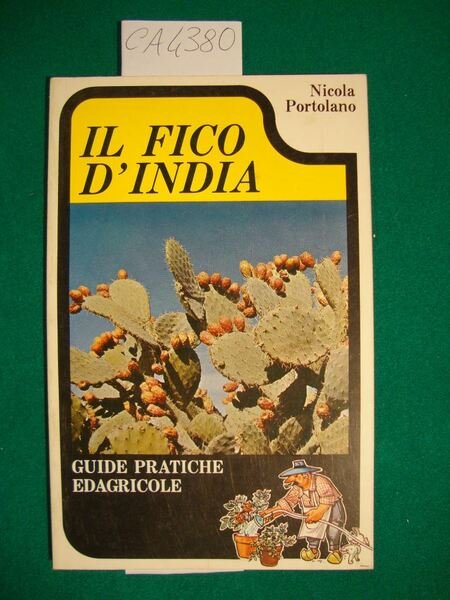 CA4380
Nicola
Portolano
IL FICO
D'INDIA
GUIDE PRATICHE
EDAGRICOLE